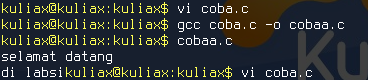 kuliax@kuliax:kuliax$ vi coba.c
kuliax@kuliax:kuliax$ gcc coba.c -o cobaa.c
kuliax@kuliax:kuliax$ cobaa.c
selamat datang
di labsikuliax@kuliax:kuliax$ vi coba.c
Ku